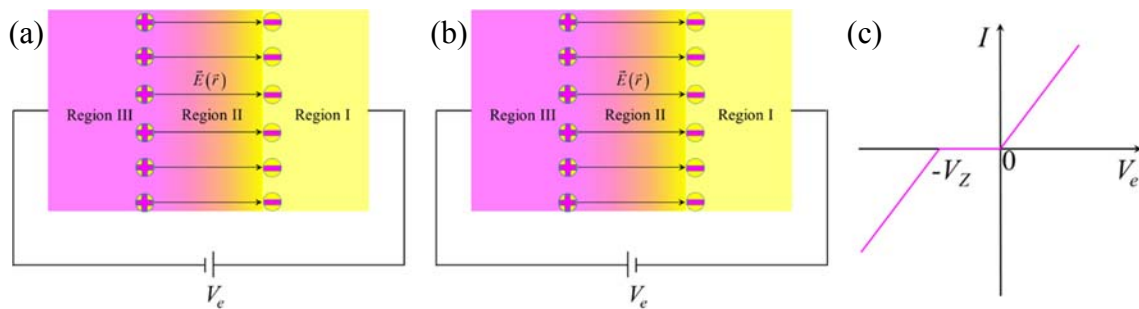 (a)
E⃗(r⃗)
Region III
Region II
Region I
V_e
(b)
E⃗(r⃗)
Region III
Region II
Region I
V_e
(c)
I
-V_Z
0
V_e